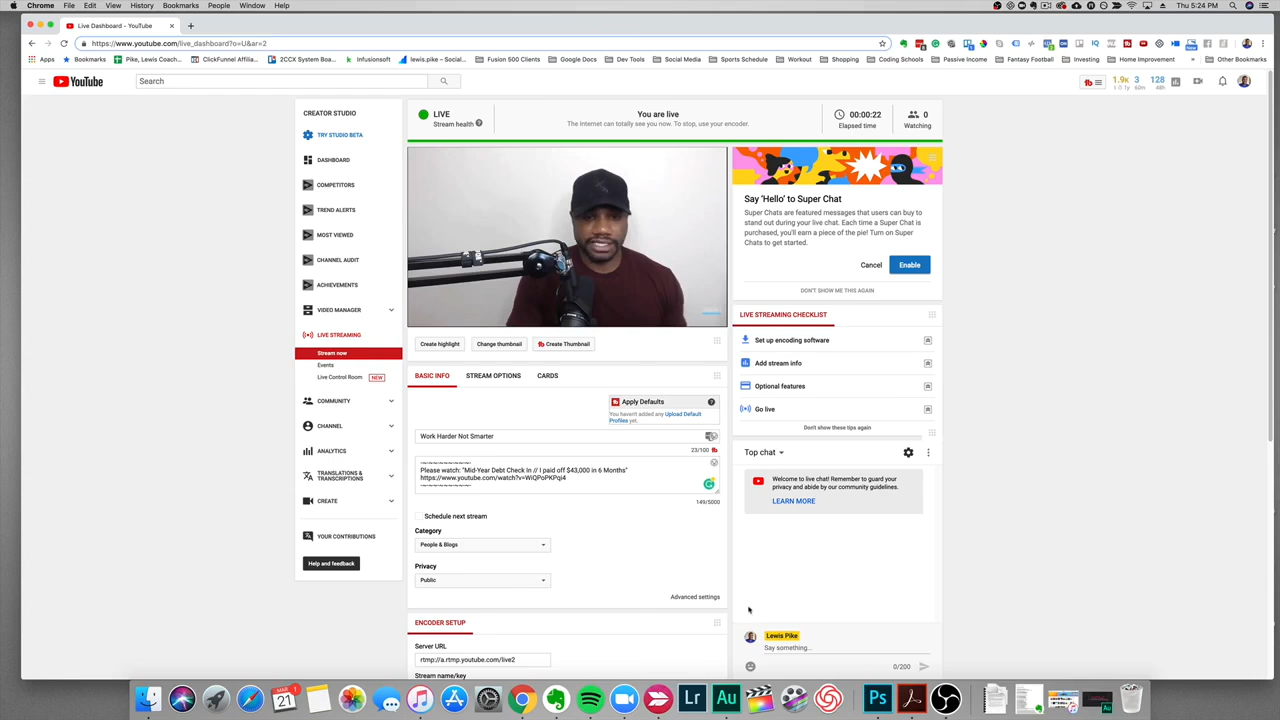 Chrome File Edit View History Bookmarks People Window Help
Thu 5:24 PM
Live Dashboard - YouTube
https://www.youtube.com/live_dashboard?o=U&ar=2
Apps Bookmarks Pike, Lewis Coach... ClickFunnel Affilia... 2CCX System Boar... Infusionsoft lewis.pike – Soci... Fusion 500 Clients Google Docs Dev Tools Social Media Sports Schedule Workout Shopping Coding Schools Passive Income Fantasy Football Investing Home Improvement Other Bookmarks
YouTube
Search
1.9K 3 128
CREATOR STUDIO
TRY STUDIO BETA
DASHBOARD
COMPETITORS
TREND ALERTS
MOST VIEWED
CHANNEL AUDIT
ACHIEVEMENTS
VIDEO MANAGER
LIVE STREAMING
Stream now
Events
Live Control Room NEW
COMMUNITY
CHANNEL
ANALYTICS
TRANSLATIONS &
TRANSCRIPTIONS
CREATE
YOUR CONTRIBUTIONS
Help and feedback
LIVE
Stream health
You are live
The Internet can totally see you now. To stop, use your encoder.
00:00:22
Elapsed time
0
Watching
Create highlight
Change thumbnail
Create Thumbnail
BASIC INFO STREAM OPTIONS CARDS
Apply Defaults
You haven't added any Upload Default
Profiles yet.
Work Harder Not Smarter
23/100
Please watch: "Mid-Year Debt Check In // I paid off $43,000 in 6 Months"
https://www.youtube.com/watch?v=WiQPoPKPqi4
149/5000
Schedule next stream
Category
People & Blogs
Privacy
Public
Advanced settings
ENCODER SETUP
Server URL
rtmp://a.rtmp.youtube.com/live2
Stream name/key
Say 'Hello' to Super Chat
Super Chats are featured messages that users can buy to
stand out during your live chat. Each time a Super Chat is
purchased, you'll earn a piece of the pie! Turn on Super
Chats to get started.
Cancel
Enable
DON'T SHOW ME THIS AGAIN
LIVE STREAMING CHECKLIST
Set up encoding software
Add stream info
Optional features
Go live
Don't show these tips again
Top chat
Welcome to live chat! Remember to guard your
privacy and abide by our community guidelines.
LEARN MORE
Lewis Pike
Say something...
0/200
MAR
21
Lr
Au
Ps